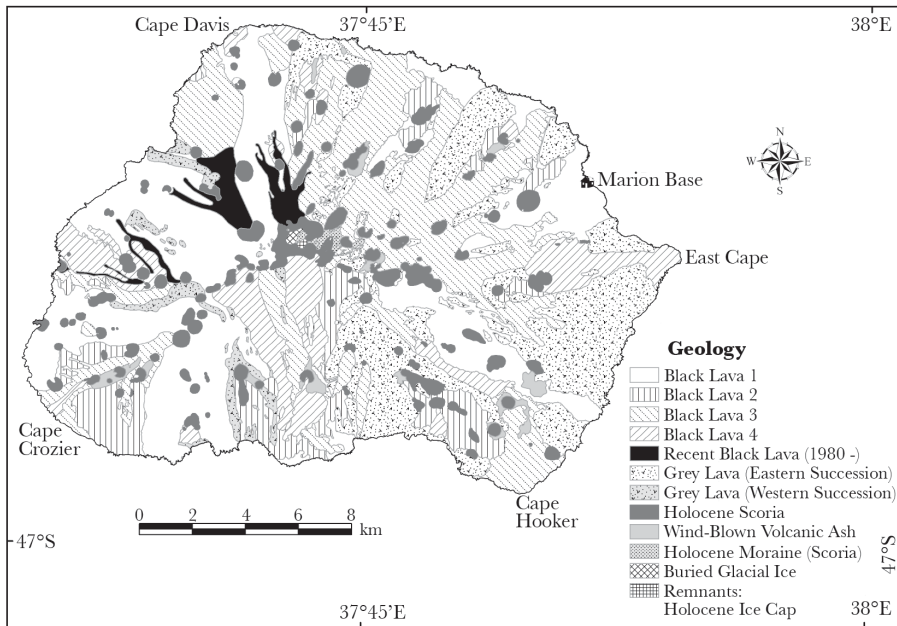 Cape Davis
37°45'E
38°E
N
W
E
S
Marion Base
East Cape
Geology
Black Lava 1
Black Lava 2
Black Lava 3
Black Lava 4
Recent Black Lava (1980 -)
Grey Lava (Eastern Succession)
Grey Lava (Western Succession)
Holocene Scoria
Wind-Blown Volcanic Ash
Holocene Moraine (Scoria)
Buried Glacial Ice
Remnants:
Holocene Ice Cap
Cape
Crozier
Cape
Hooker
0 2 4 6 8
km
47°S
47°S
37°45'E
38°E